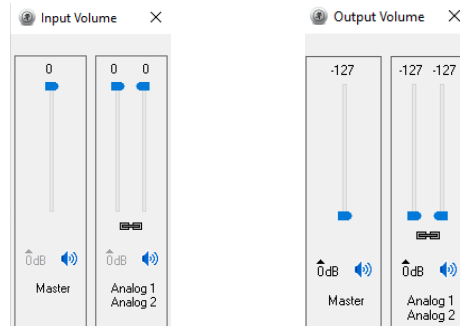 Input Volume
0
0 0
0dB
0dB
Master
Analog 1
Analog 2
Output Volume
-127
-127 -127
0dB
0dB
Master
Analog 1
Analog 2